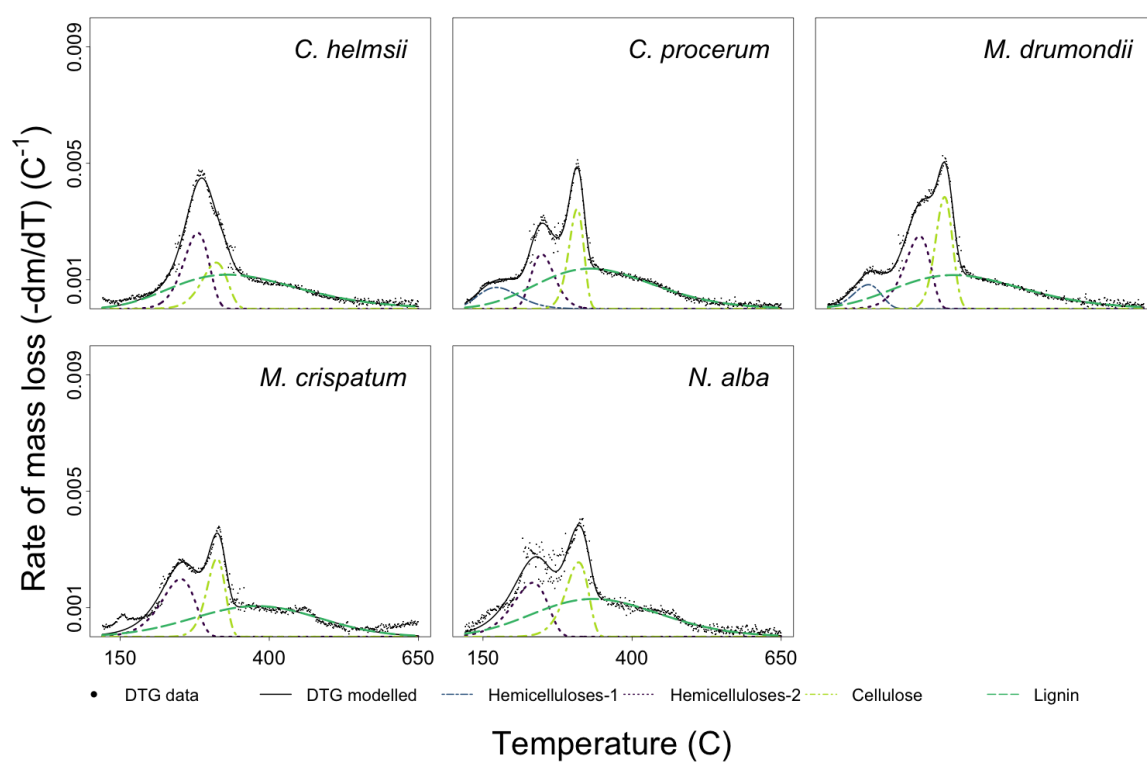 C. helmsii
C. procerum
M. drumondii
0.009
0.005
0.001
M. crispatum
N. alba
0.009
0.005
0.001
Rate of mass loss (-dm/dT) (C⁻¹)
150 400 650
150 400 650
DTG data DTG modelled Hemicelluloses-1 Hemicelluloses-2 Cellulose Lignin
Temperature (C)